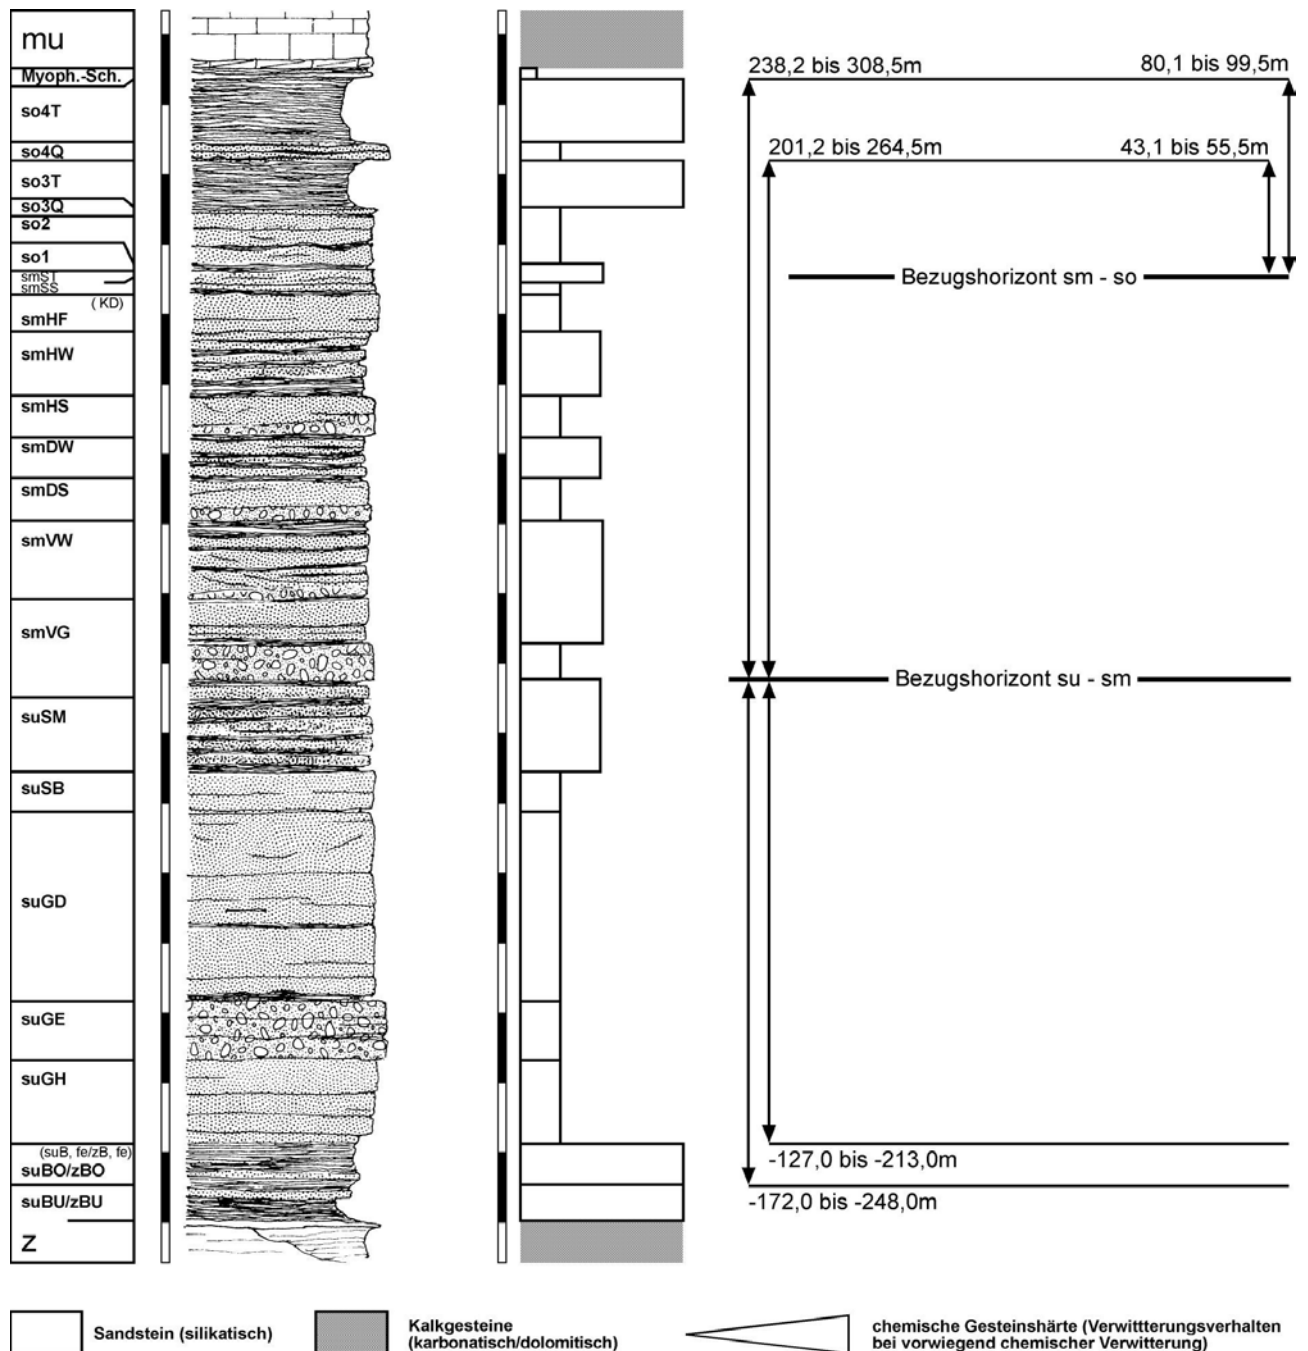 mu
Myoph.-Sch.
so4T
so4Q
so3T
so3Q
so2
so1
smST
smSS
( KD)
smHF
smHW
smHS
smDW
smDS
smVW
smVG
suSM
suSB
suGD
suGE
suGH
(suB, fe/zB, fe)
suBO/zBO
suBU/zBU
z
238,2 bis 308,5m
80,1 bis 99,5m
201,2 bis 264,5m
43,1 bis 55,5m
Bezugshorizont sm - so
Bezugshorizont su - sm
-127,0 bis -213,0m
-172,0 bis -248,0m
Sandstein (silikatisch)
Kalkgesteine
(karbonatisch/dolomitisch)
chemische Gesteinshärte (Verwittterungsverhalten
bei vorwiegend chemischer Verwitterung)